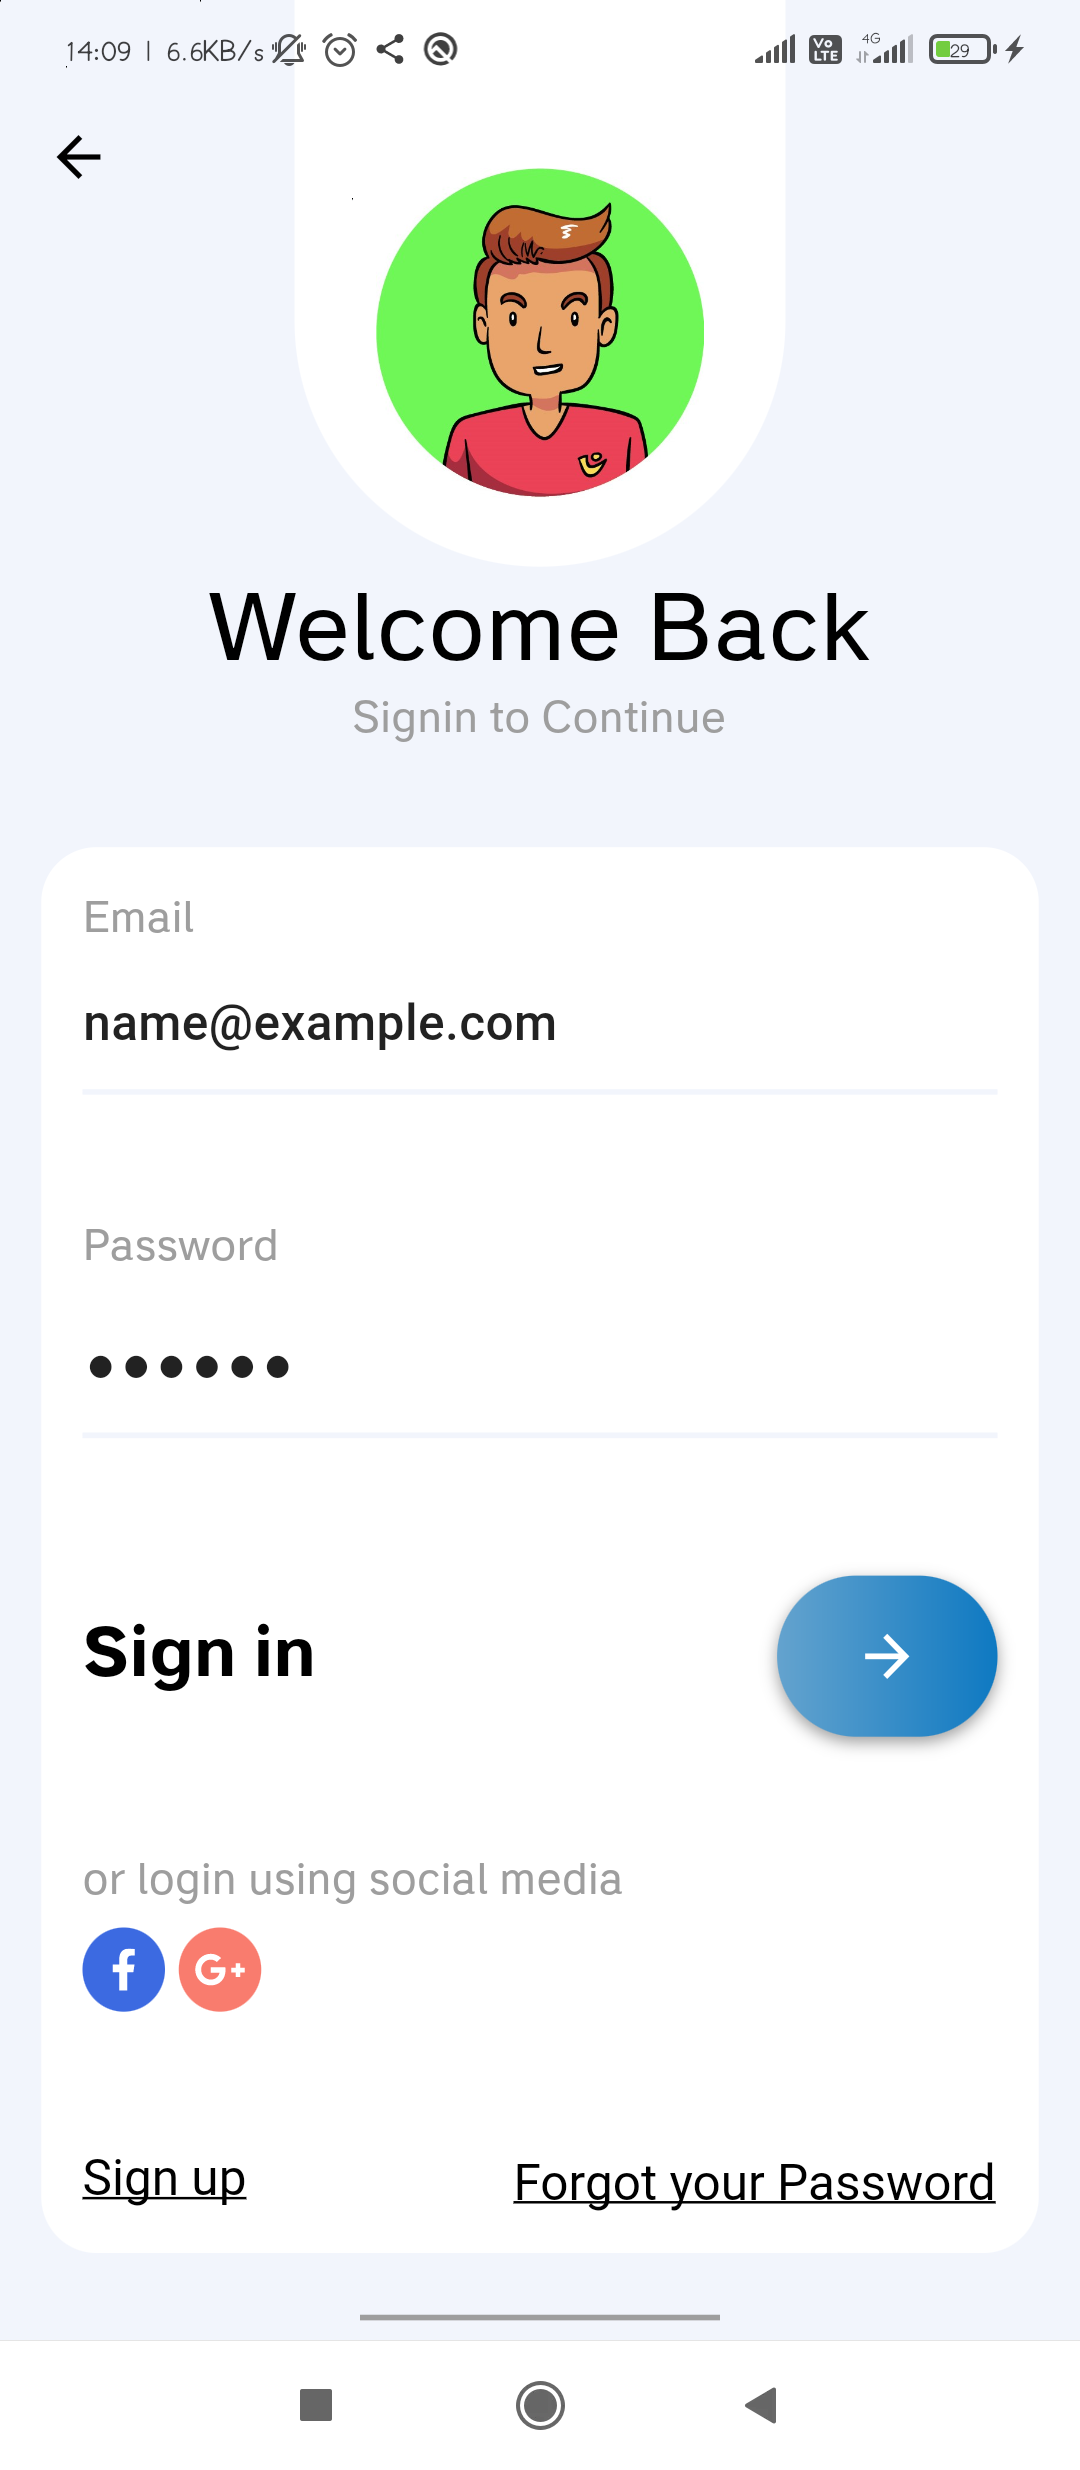 14:09 | 6.6KB/s
Vo LTE 4G 29
Welcome Back
Signin to Continue
Email
name@example.com
Password
••••••
Sign in
or login using social media
f G+
Sign up Forgot your Password